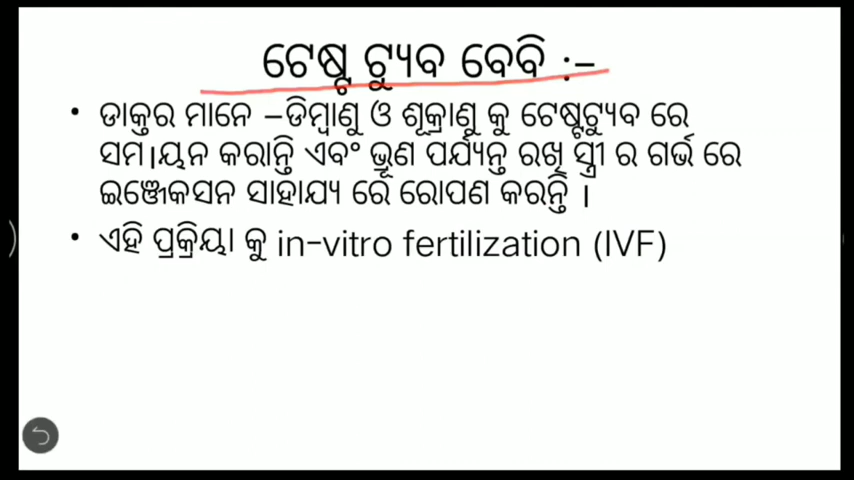 ଟେଷ୍ଟ ଟ୍ୟୁବ ବେବି :-
• ଡାକ୍ତର ମାନେ -ଡିମ୍ବାଣୁ ଓ ଶୂକ୍ରାଣୁ କୁ ଟେଷ୍ଟଟ୍ୟୁବ ରେ
ସମ।ୟନ କରାନ୍ତି ଏବଂ ଭ୍ରୂଣ ପର୍ଯ୍ୟନ୍ତ ରଖି ସ୍ତ୍ରୀ ର ଗର୍ଭ ରେ
ଇଞ୍ଜେକସନ ସାହାଯ୍ୟ ରେ ରୋପଣ କରନ୍ତି ।
• ଏହି ପ୍ରକ୍ରିୟା କୁ in-vitro fertilization (IVF)